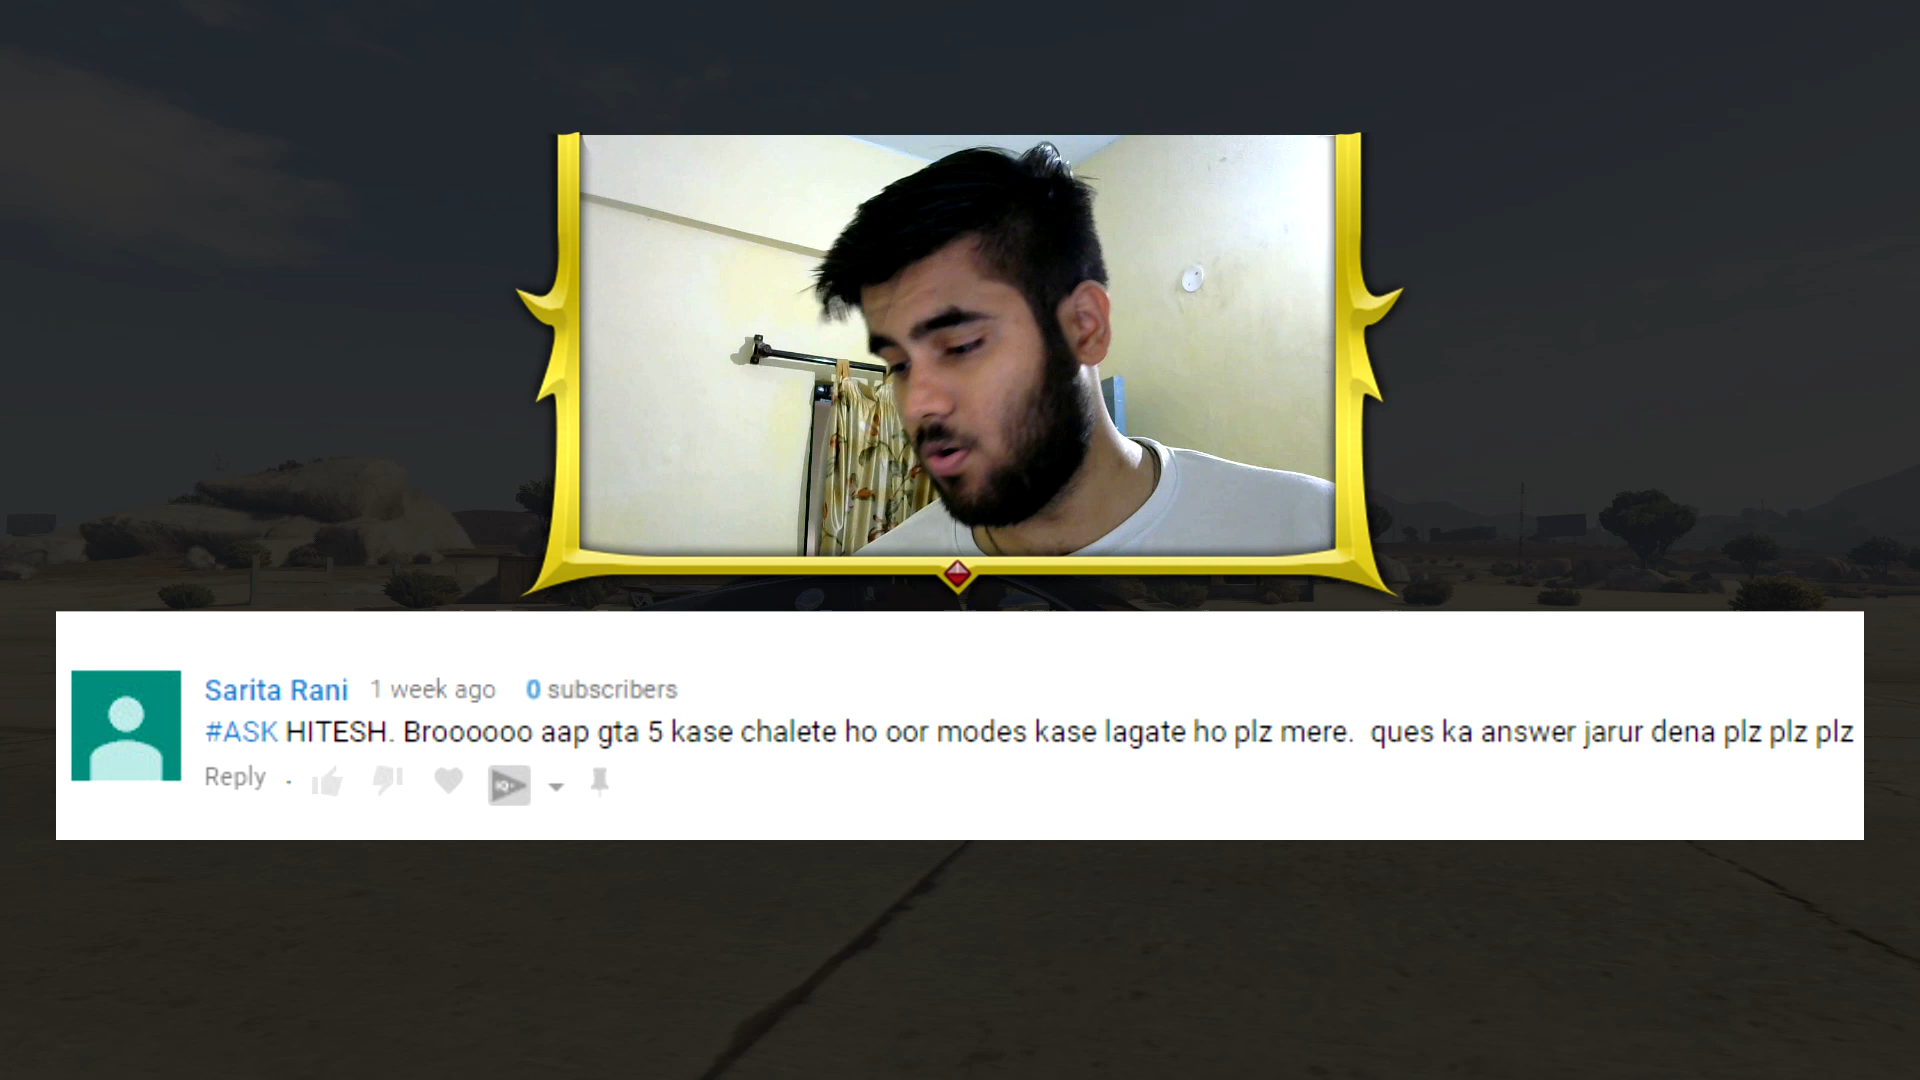 Sarita Rani 1 week ago 0 subscribers
#ASK HITESH. Broooooo aap gta 5 kase chalete ho oor modes kase lagate ho plz mere.  ques ka answer jarur dena plz plz plz
Reply